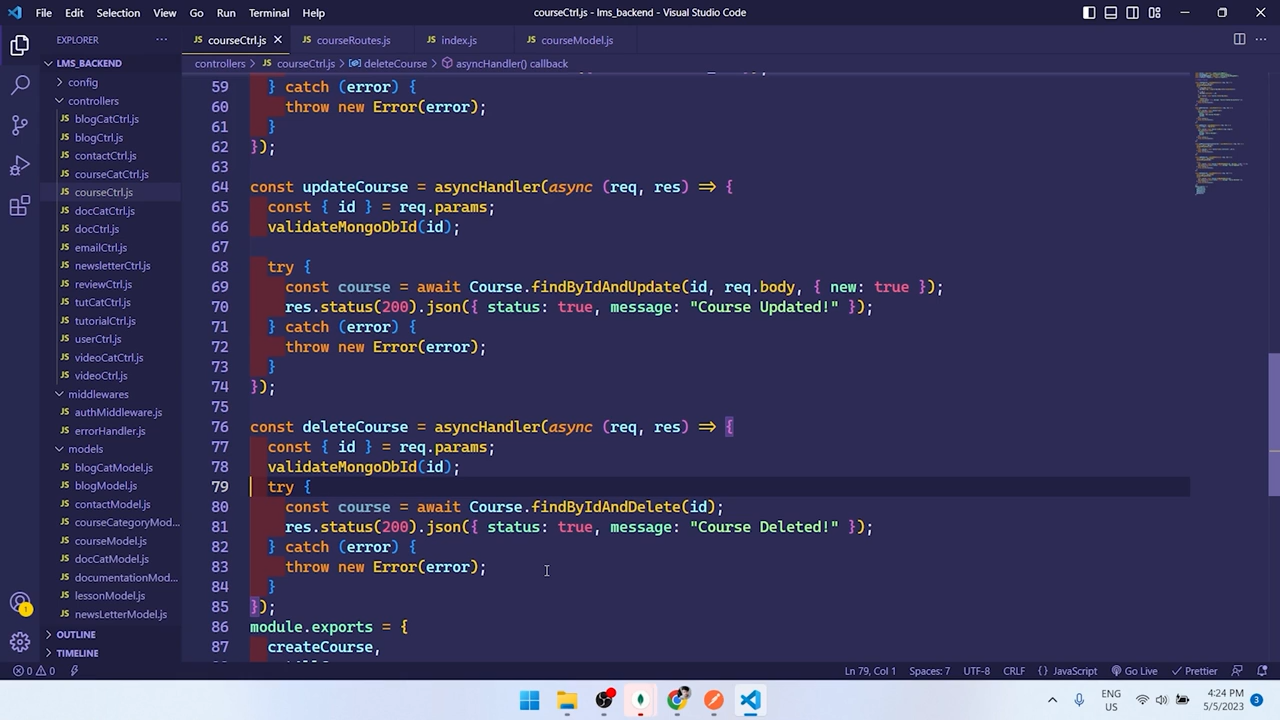 File Edit Selection View Go Run Terminal Help
courseCtrl.js - lms_backend - Visual Studio Code
EXPLORER
courseCtrl.js
courseRoutes.js
index.js
courseModel.js
controllers > courseCtrl.js > deleteCourse > asyncHandler() callback
LMS_BACKEND
config
controllers
blogCatCtrl.js
blogCtrl.js
contactCtrl.js
courseCatCtrl.js
courseCtrl.js
docCatCtrl.js
docCtrl.js
emailCtrl.js
newsletterCtrl.js
reviewCtrl.js
tutCatCtrl.js
tutorialCtrl.js
userCtrl.js
videoCatCtrl.js
videoCtrl.js
middlewares
authMiddleware.js
errorHandler.js
models
blogCatModel.js
blogModel.js
contactModel.js
courseCategoryMod...
courseModel.js
docCatModel.js
documentationMod...
lessonModel.js
newsLetterModel.js
OUTLINE
TIMELINE
59 } catch (error) {
60 throw new Error(error);
61 }
62 });
63
64 const updateCourse = asyncHandler(async (req, res) => {
65 const { id } = req.params;
66 validateMongoDbId(id);
67
68 try {
69 const course = await Course.findByIdAndUpdate(id, req.body, { new: true });
70 res.status(200).json({ status: true, message: "Course Updated!" });
71 } catch (error) {
72 throw new Error(error);
73 }
74 });
75
76 const deleteCourse = asyncHandler(async (req, res) => {
77 const { id } = req.params;
78 validateMongoDbId(id);
79 try {
80 const course = await Course.findByIdAndDelete(id);
81 res.status(200).json({ status: true, message: "Course Deleted!" });
82 } catch (error) {
83 throw new Error(error);
84 }
85 });
86 module.exports = {
87 createCourse,
0 0 Ln 79, Col 1 Spaces: 7 UTF-8 CRLF { } JavaScript Go Live Prettier
ENG
US
4:24 PM
5/5/2023
3